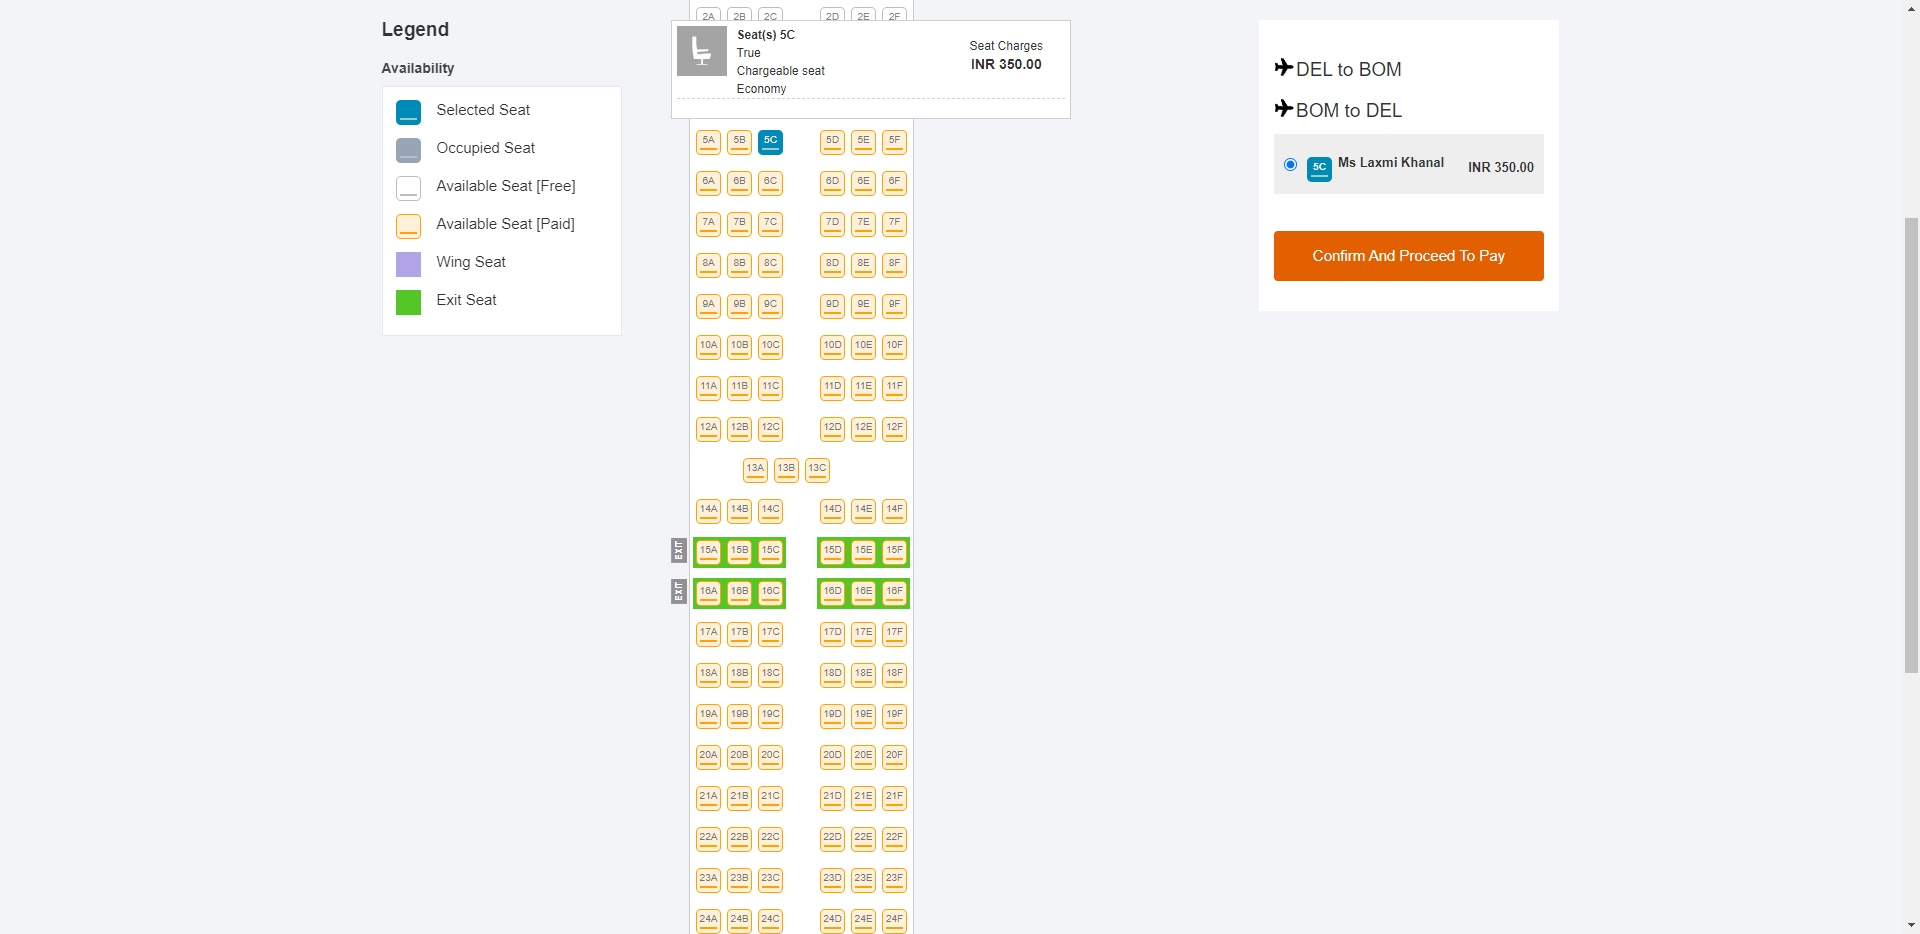 Legend
Availability
Selected Seat
Occupied Seat
Available Seat [Free]
Available Seat [Paid]
Wing Seat
Exit Seat
2A 2B 2C 2D 2E 2F
Seat(s) 5C
True
Chargeable seat
Economy
Seat Charges
INR 350.00
5A 5B 5C 5D 5E 5F
6A 6B 6C 6D 6E 6F
7A 7B 7C 7D 7E 7F
8A 8B 8C 8D 8E 8F
9A 9B 9C 9D 9E 9F
10A 10B 10C 10D 10E 10F
11A 11B 11C 11D 11E 11F
12A 12B 12C 12D 12E 12F
13A 13B 13C
14A 14B 14C 14D 14E 14F
EXIT 15A 15B 15C 15D 15E 15F
EXIT 16A 16B 16C 16D 16E 16F
17A 17B 17C 17D 17E 17F
18A 18B 18C 18D 18E 18F
19A 19B 19C 19D 19E 19F
20A 20B 20C 20D 20E 20F
21A 21B 21C 21D 21E 21F
22A 22B 22C 22D 22E 22F
23A 23B 23C 23D 23E 23F
24A 24B 24C 24D 24E 24F
DEL to BOM
BOM to DEL
5C Ms Laxmi Khanal INR 350.00
Confirm And Proceed To Pay